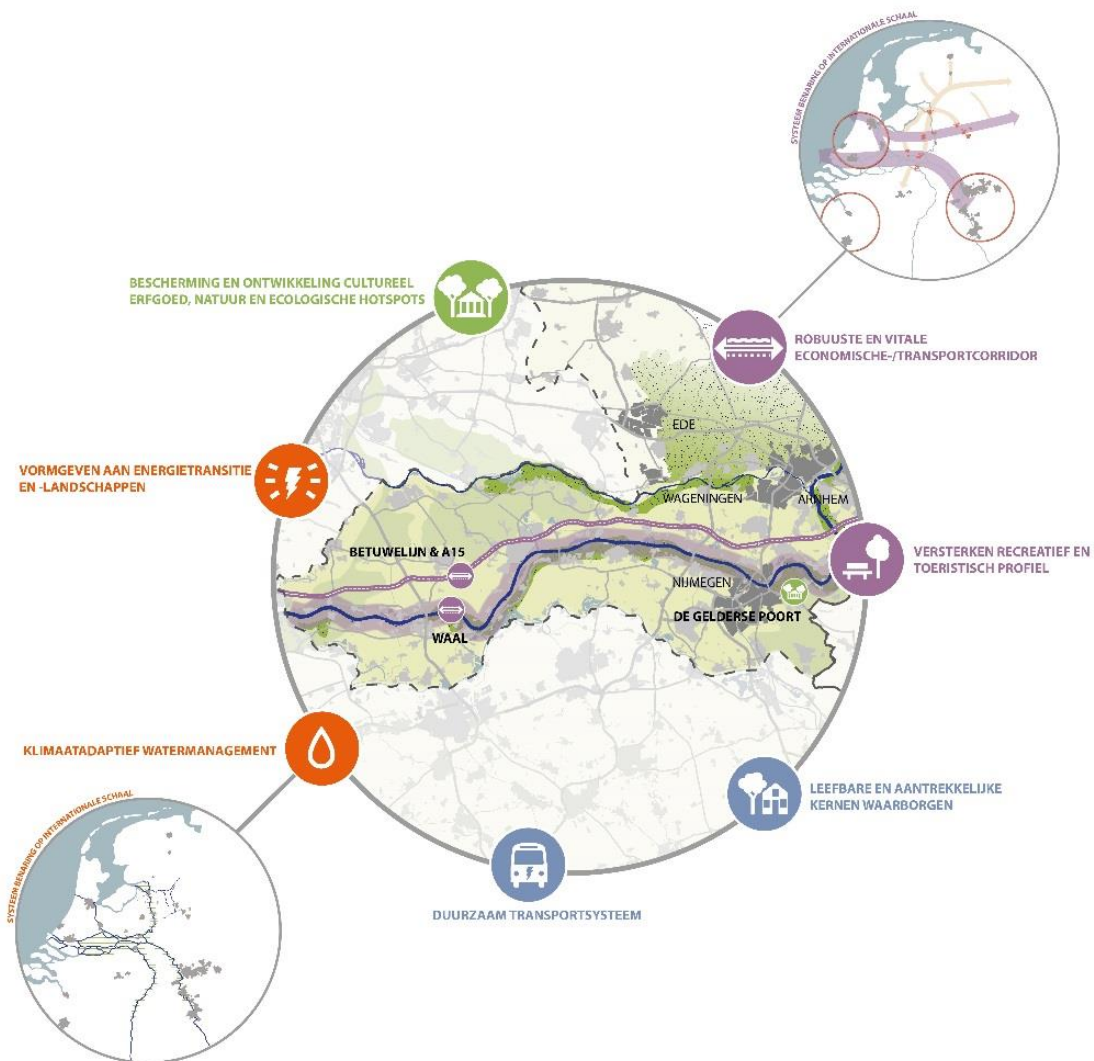 SYSTEEM BENARING OP INTERNATIONALE SCHAAL
BESCHERMING EN ONTWIKKELING CULTUREEL
ERFGOED, NATUUR EN ECOLOGISCHE HOTSPOTS
ROBUUSTE EN VITALE
ECONOMISCHE-/TRANSPORTCORRIDOR
EDE
VORMGEVEN AAN ENERGIETRANSITIE
EN -LANDSCHAPPEN
WAGENINGEN
ARNHEM
BETUWELIJN & A15
VERSTERKEN RECREATIEF EN
TOERISTISCH PROFIEL
NIJMEGEN
DE GELDERSE POORT
WAAL
KLIMAATADAPTIEF WATERMANAGEMENT
LEEFBARE EN AANTREKKELIJKE
KERNEN WAARBORGEN
SYSTEEM BENARING OP INTERNATIONALE SCHAAL
DUURZAAM TRANSPORTSYSTEEM